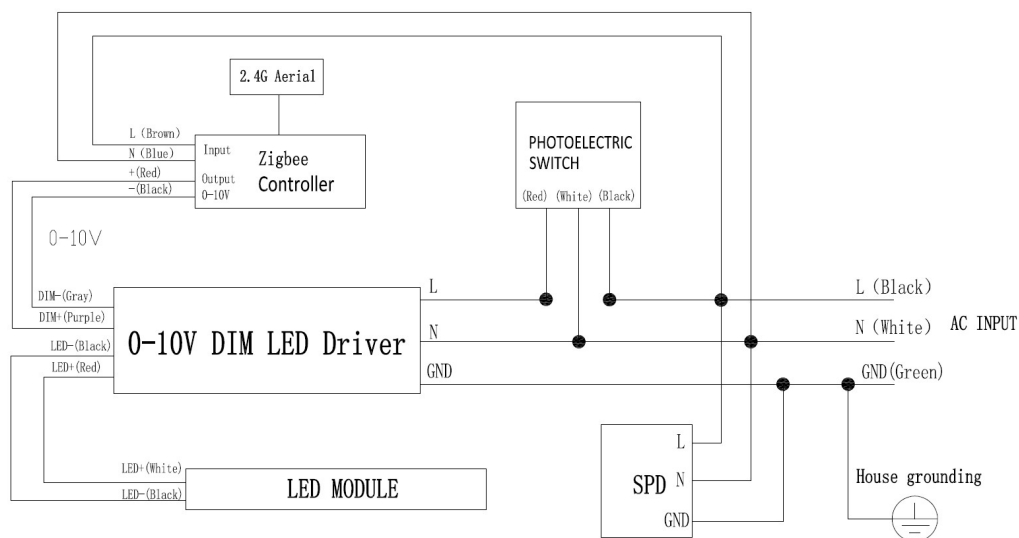 2.4G Aerial
L (Brown)
N (Blue)
+(Red)
-(Black)
Input
Output
0-10V
Zigbee
Controller
PHOTOELECTRIC
SWITCH
(Red) (White) (Black)
0-10V
DIM-(Gray)
DIM+(Purple)
LED-(Black)
LED+(Red)
0-10V DIM LED Driver
L
N
GND
L (Black)
N (White)
AC INPUT
GND(Green)
LED+(White)
LED-(Black)
LED MODULE
SPD
L
N
GND
House grounding